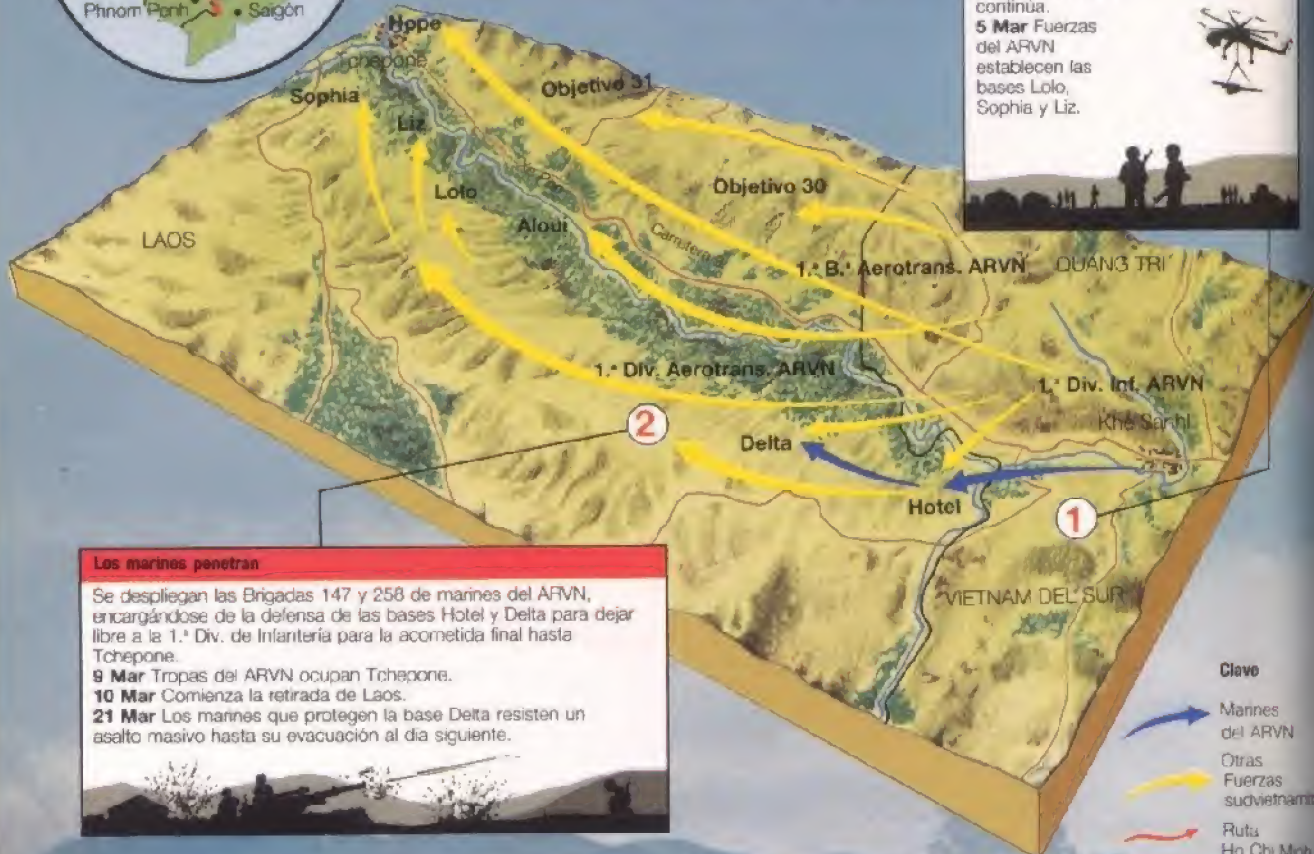 Phnom Penh
Saigón
continúa.
5 Mar Fuerzas
del ARVN
establecen las
bases Lolo,
Sophia y Liz.
Hope
Tchepone
Sophia
Objetivo 31
Liz
Lolo
Objetivo 30
Aloui
LAOS
Carretera 9
1.ª B.ª Aerotrans. ARVN
QUANG TRI
1.ª Div. Aerotrans. ARVN
1.ª Div. Inf. ARVN
Khe Sanh
2
Delta
Hotel
1
VIETNAM DEL SUR
Los marines penetran
Se despliegan las Brigadas 147 y 258 de marines del ARVN,
encargándose de la defensa de las bases Hotel y Delta para dejar
libre a la 1.ª Div. de Infantería para la acometida final hasta
Tchepone.
9 Mar Tropas del ARVN ocupan Tchepone.
10 Mar Comienza la retirada de Laos.
21 Mar Los marines que protegen la base Delta resisten un
asalto masivo hasta su evacuación al día siguiente.
Clave
Marines
del ARVN
Otras
Fuerzas
sudvietnamit
Ruta
Ho Chi Minh